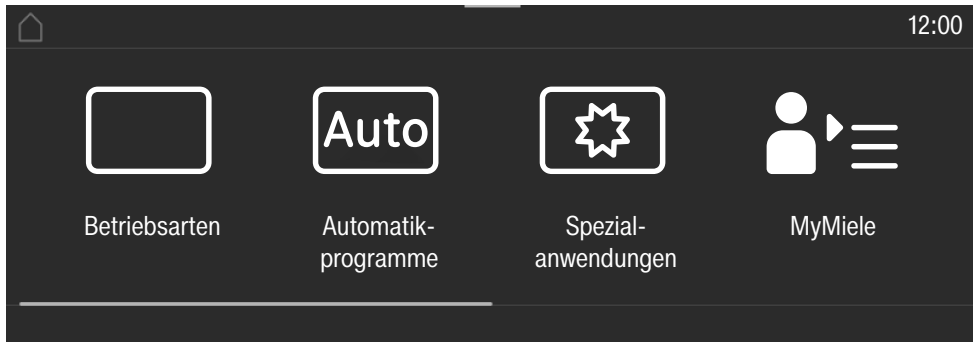 12:00
Auto
Betriebsarten
Automatik-
programme
Spezial-
anwendungen
MyMiele